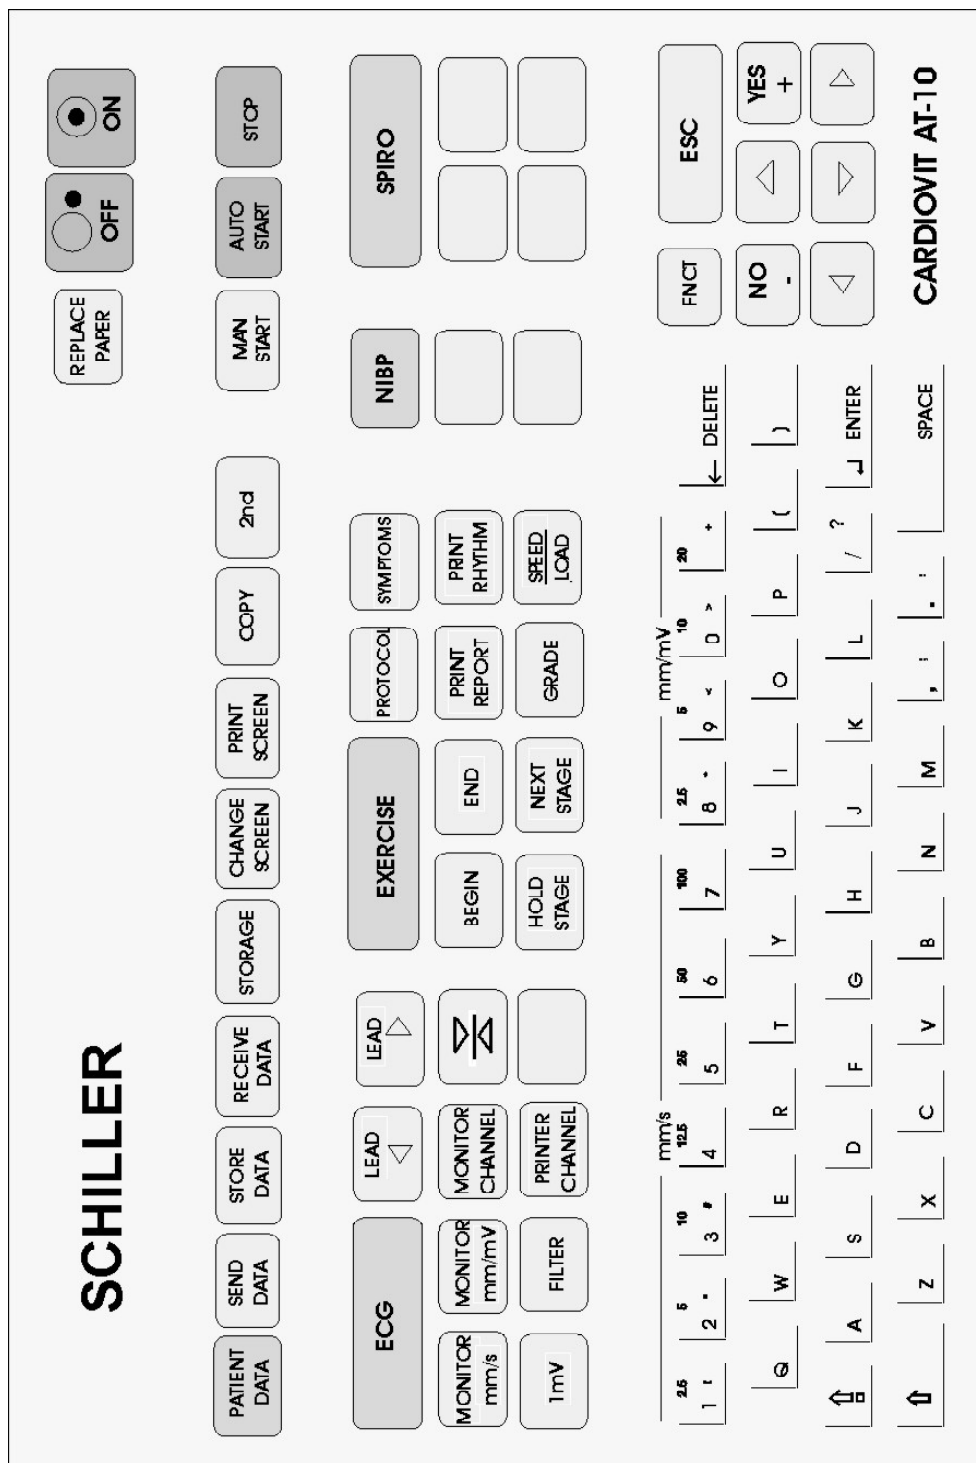 SCHILLER
REPLACE
PAPER
OFF
ON
PATIENT
DATA
SEND
DATA
STORE
DATA
RECEIVE
DATA
STORAGE
CHANGE
SCREEN
PRINT
SCREEN
COPY
2nd
MAN
START
AUTO
START
STOP
ECG
LEAD
LEAD
EXERCISE
PROTOCOL
SYMPTOMS
NIBP
SPIRO
MONITOR
mm/s
MONITOR
mm/mV
MONITOR
CHANNEL
BEGIN
END
PRINT
REPORT
PRINT
RHYTHM
1mV
FILTER
PRINTER
CHANNEL
HOLD
STAGE
NEXT
STAGE
GRADE
SPEED
LOAD
mm/s mm/mV
2.5 5 10 12.5 25 50 100 2.5 5 10 20
1 2 " 3 # 4 5 6 7 8 * 9 < 0 > + ← DELETE
FNCT
ESC
Q W E R T Y U I O P ( )
NO
-
YES
+
A S D F G H J K L / ? ↵ ENTER
Z X C V B N M , ; . : SPACE
CARDIOVIT AT-10